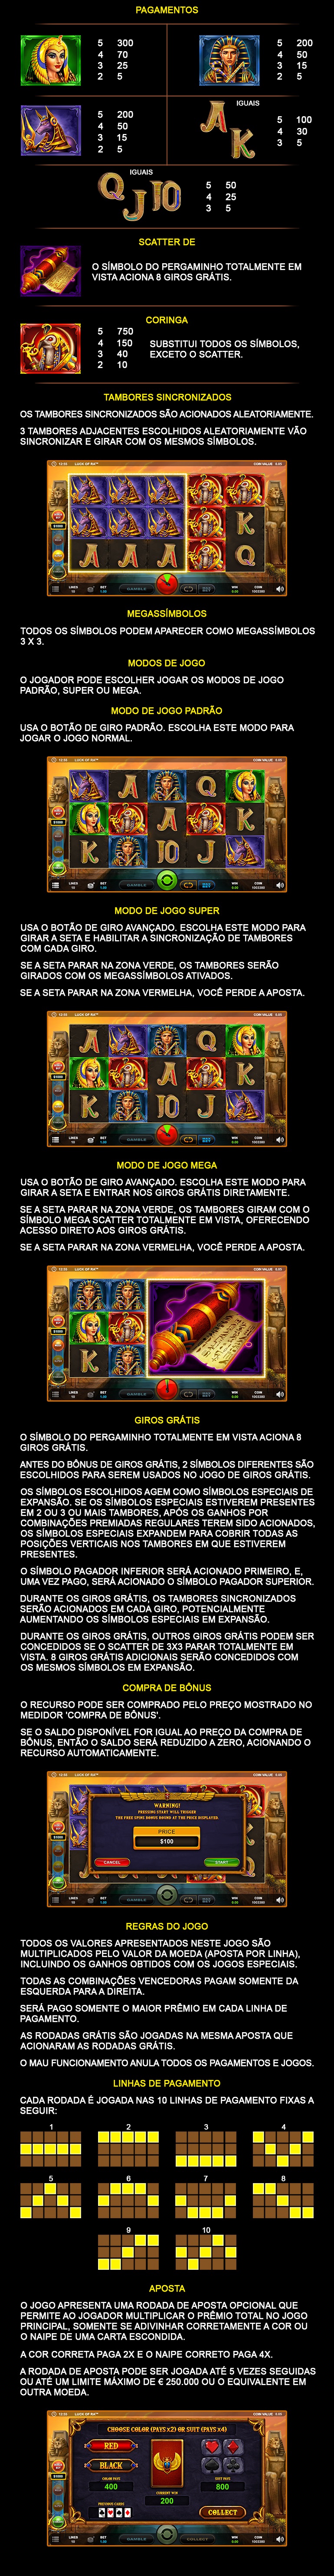 PAGAMENTOS
5 300
4 70
3 25
2 5
5 200
4 50
3 15
2 5
5 200
4 50
3 15
2 5
IGUAIS
A K
5 100
4 30
3 5
IGUAIS
Q J 10
5 50
4 25
3 5
SCATTER DE
O SÍMBOLO DO PERGAMINHO TOTALMENTE EM
VISTA ACIONA 8 GIROS GRÁTIS.
CORINGA
5 750
4 150
3 40
2 10
SUBSTITUI TODOS OS SÍMBOLOS,
EXCETO O SCATTER.
TAMBORES SINCRONIZADOS
OS TAMBORES SINCRONIZADOS SÃO ACIONADOS ALEATORIAMENTE.
3 TAMBORES ADJACENTES ESCOLHIDOS ALEATORIAMENTE VÃO
SINCRONIZAR E GIRAR COM OS MESMOS SÍMBOLOS.
MEGASSÍMBOLOS
TODOS OS SÍMBOLOS PODEM APARECER COMO MEGASSÍMBOLOS
3 X 3.
MODOS DE JOGO
O JOGADOR PODE ESCOLHER JOGAR OS MODOS DE JOGO
PADRÃO, SUPER OU MEGA.
MODO DE JOGO PADRÃO
USA O BOTÃO DE GIRO PADRÃO. ESCOLHA ESTE MODO PARA
JOGAR O JOGO NORMAL.
MODO DE JOGO SUPER
USA O BOTÃO DE GIRO AVANÇADO. ESCOLHA ESTE MODO PARA
GIRAR A SETA E HABILITAR A SINCRONIZAÇÃO DE TAMBORES
COM CADA GIRO.
SE A SETA PARAR NA ZONA VERDE, OS TAMBORES SERÃO
GIRADOS COM OS MEGASSÍMBOLOS ATIVADOS.
SE A SETA PARAR NA ZONA VERMELHA, VOCÊ PERDE A APOSTA.
MODO DE JOGO MEGA
USA O BOTÃO DE GIRO AVANÇADO. ESCOLHA ESTE MODO PARA
GIRAR A SETA E ENTRAR NOS GIROS GRÁTIS DIRETAMENTE.
SE A SETA PARAR NA ZONA VERDE, OS TAMBORES GIRAM COM O
SÍMBOLO MEGA SCATTER TOTALMENTE EM VISTA, OFERECENDO
ACESSO DIRETO AOS GIROS GRÁTIS.
SE A SETA PARAR NA ZONA VERMELHA, VOCÊ PERDE A APOSTA.
GIROS GRÁTIS
O SÍMBOLO DO PERGAMINHO TOTALMENTE EM VISTA ACIONA 8
GIROS GRÁTIS.
ANTES DO BÔNUS DE GIROS GRÁTIS, 2 SÍMBOLOS DIFERENTES SÃO
ESCOLHIDOS PARA SEREM USADOS NO JOGO DE GIROS GRÁTIS.
OS SÍMBOLOS ESCOLHIDOS AGEM COMO SÍMBOLOS ESPECIAIS DE
EXPANSÃO. SE OS SÍMBOLOS ESPECIAIS ESTIVEREM PRESENTES
EM 2 OU 3 OU MAIS TAMBORES, APÓS OS GANHOS POR
COMBINAÇÕES PREMIADAS REGULARES TEREM SIDO ACIONADOS,
OS SÍMBOLOS ESPECIAIS EXPANDEM PARA COBRIR TODAS AS
POSIÇÕES VERTICAIS NOS TAMBORES EM QUE ESTIVEREM
PRESENTES.
O SÍMBOLO PAGADOR INFERIOR SERÁ ACIONADO PRIMEIRO, E,
UMA VEZ PAGO, SERÁ ACIONADO O SÍMBOLO PAGADOR SUPERIOR.
DURANTE OS GIROS GRÁTIS, OS TAMBORES SINCRONIZADOS
SERÃO ACIONADOS EM CADA GIRO, POTENCIALMENTE
AUMENTANDO OS SÍMBOLOS ESPECIAIS EM EXPANSÃO.
DURANTE OS GIROS GRÁTIS, OUTROS GIROS GRÁTIS PODEM SER
CONCEDIDOS SE O SCATTER DE 3X3 PARAR TOTALMENTE EM
VISTA. 8 GIROS GRÁTIS ADICIONAIS SERÃO CONCEDIDOS COM
OS MESMOS SÍMBOLOS EM EXPANSÃO.
COMPRA DE BÔNUS
O RECURSO PODE SER COMPRADO PELO PREÇO MOSTRADO NO
MEDIDOR 'COMPRA DE BÔNUS'.
SE O SALDO DISPONÍVEL FOR IGUAL AO PREÇO DA COMPRA DE
BÔNUS, ENTÃO O SALDO SERÁ REDUZIDO A ZERO, ACIONANDO O
RECURSO AUTOMATICAMENTE.
WARNING!
PRESSING START WILL TRIGGER
THE FREE SPINS BONUS ROUND AT THE PRICE DISPLAYED.
PRICE
$100
CANCEL START
REGRAS DO JOGO
TODOS OS VALORES APRESENTADOS NESTE JOGO SÃO
MULTIPLICADOS PELO VALOR DA MOEDA (APOSTA POR LINHA),
INCLUINDO OS GANHOS OBTIDOS COM OS JOGOS ESPECIAIS.
TODAS AS COMBINAÇÕES VENCEDORAS PAGAM SOMENTE DA
ESQUERDA PARA A DIREITA.
SERÁ PAGO SOMENTE O MAIOR PRÊMIO EM CADA LINHA DE
PAGAMENTO.
AS RODADAS GRÁTIS SÃO JOGADAS NA MESMA APOSTA QUE
ACIONARAM AS RODADAS GRÁTIS.
O MAU FUNCIONAMENTO ANULA TODOS OS PAGAMENTOS E JOGOS.
LINHAS DE PAGAMENTO
CADA RODADA É JOGADA NAS 10 LINHAS DE PAGAMENTO FIXAS A
SEGUIR:
1 2 3 4
5 6 7 8
9 10
APOSTA
O JOGO APRESENTA UMA RODADA DE APOSTA OPCIONAL QUE
PERMITE AO JOGADOR MULTIPLICAR O PRÊMIO TOTAL NO JOGO
PRINCIPAL, SOMENTE SE ADIVINHAR CORRETAMENTE A COR OU
O NAIPE DE UMA CARTA ESCONDIDA.
A COR CORRETA PAGA 2X E O NAIPE CORRETO PAGA 4X.
A RODADA DE APOSTA PODE SER JOGADA ATÉ 5 VEZES SEGUIDAS
OU ATÉ UM LIMITE MÁXIMO DE € 250.000 OU O EQUIVALENTE EM
OUTRA MOEDA.
CHOOSE COLOR (PAYS x2) OR SUIT (PAYS x4)
RED
BLACK
COLOR PAYS
400
CURRENT WIN
200
SUIT PAYS
800
PREVIOUS CARDS
COLLECT